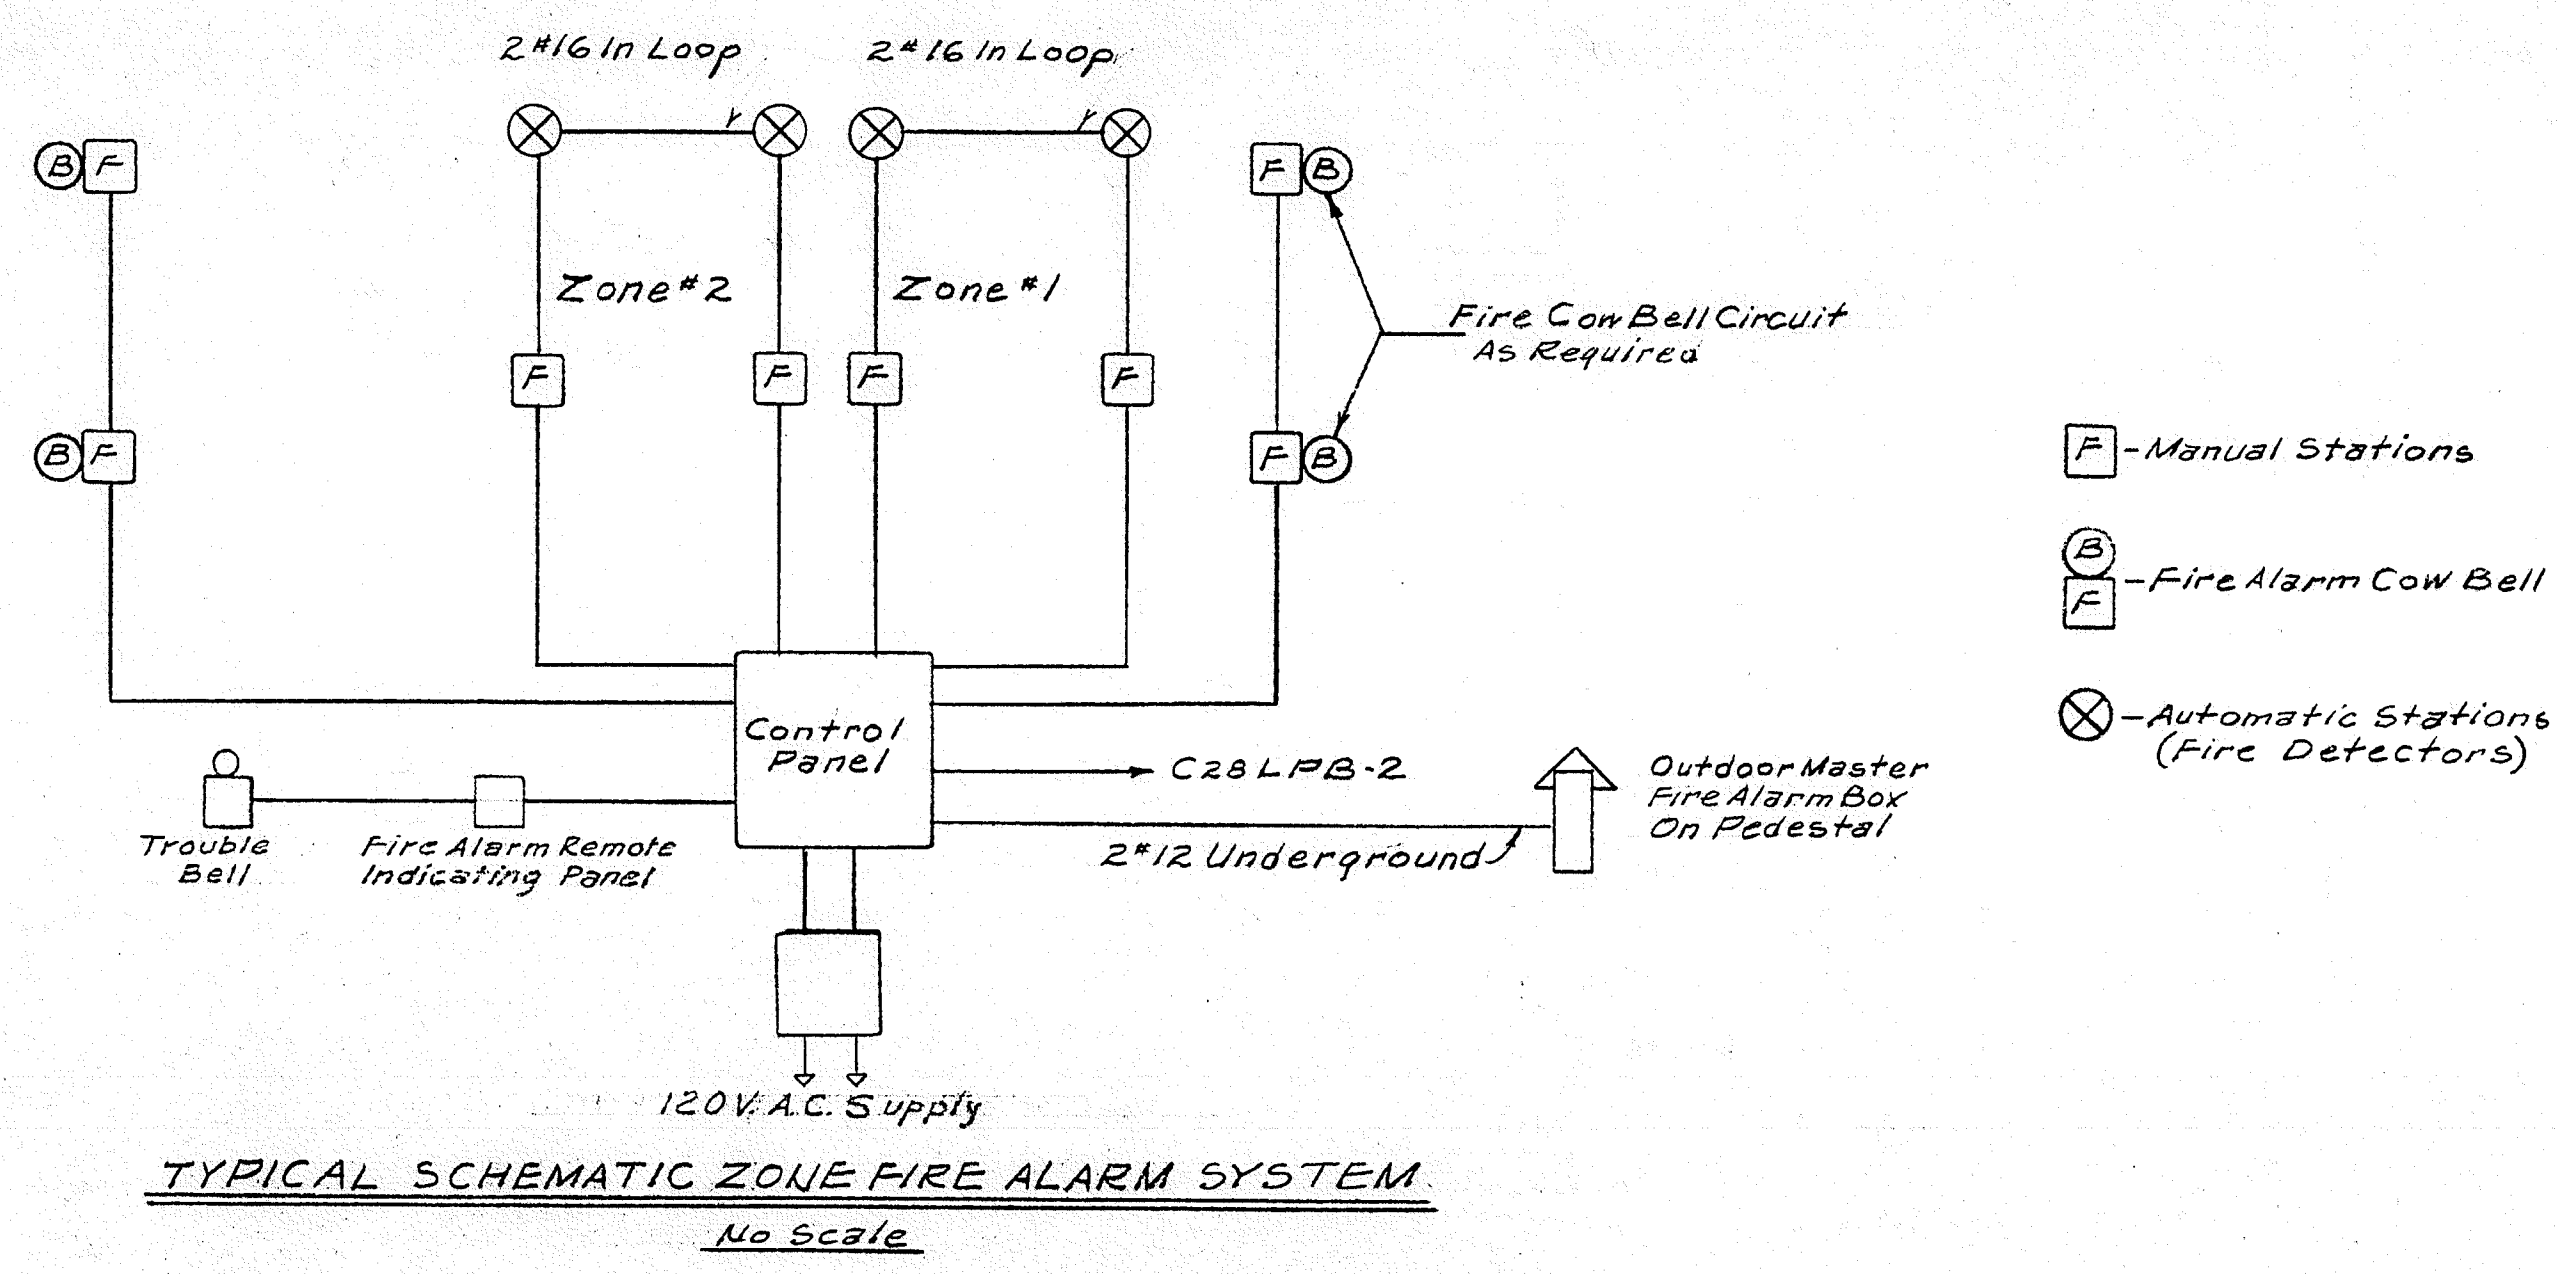 2#16 In Loop
2#16 In Loop
B F
F B
Zone #2
Zone #1
Fire Cow Bell Circuit
As Required
F
F
F
F
B F
F B
F - Manual Stations
B
F - Fire Alarm Cow Bell
- Automatic Stations
(Fire Detectors)
Control
Panel
C28LPB-2
Outdoor Master
Fire Alarm Box
On Pedestal
2#12 Underground
Trouble
Bell
Fire Alarm Remote
Indicating Panel
120V. A.C. Supply
TYPICAL SCHEMATIC ZONE FIRE ALARM SYSTEM
No Scale